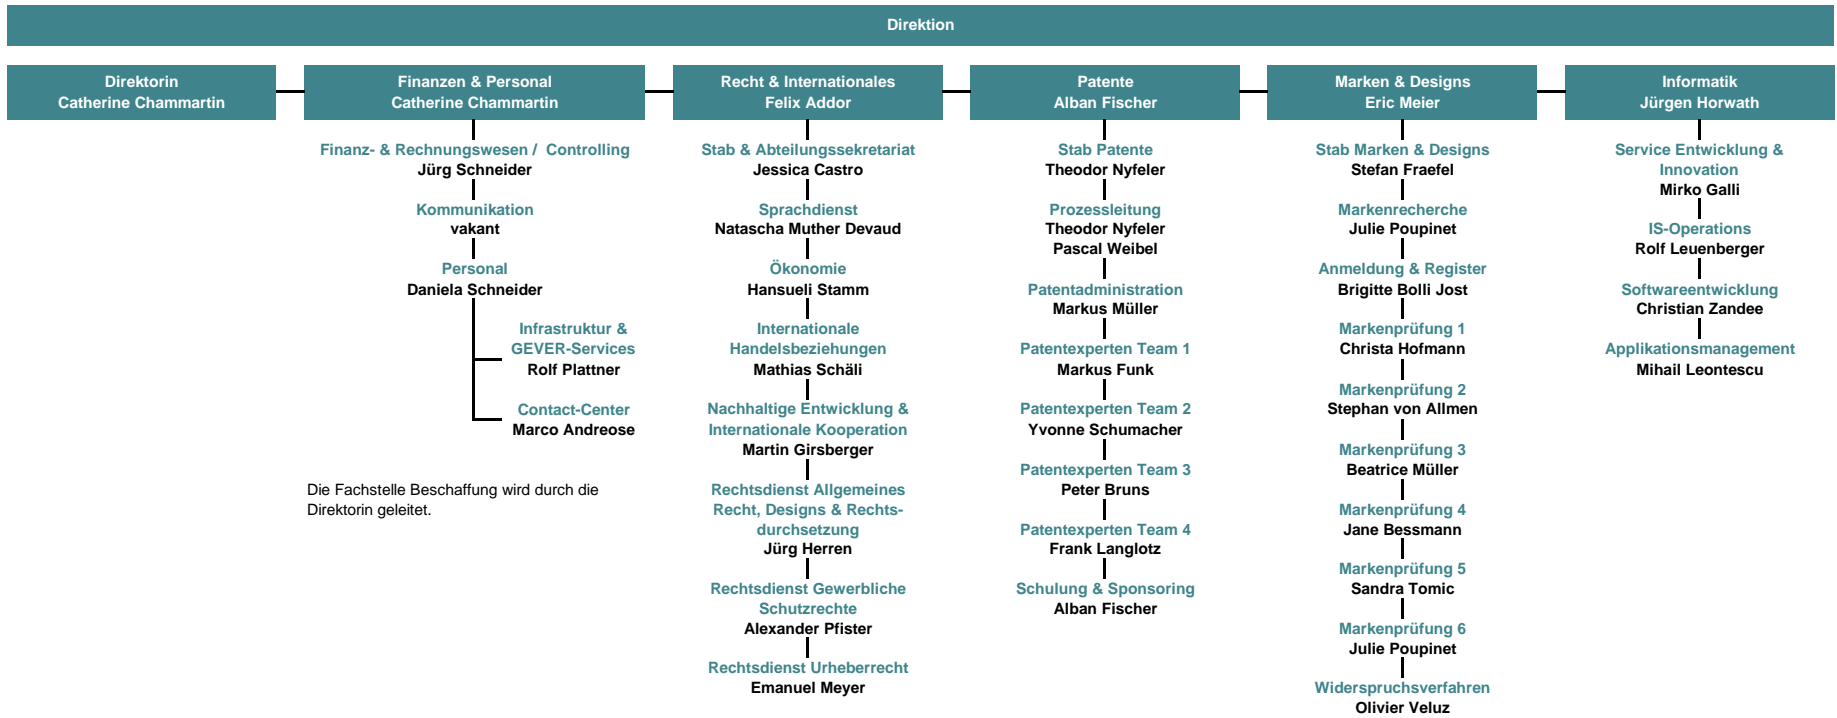 Direktion
Direktorin
Catherine Chammartin
Finanzen & Personal
Catherine Chammartin
Recht & Internationales
Felix Addor
Patente
Alban Fischer
Marken & Designs
Eric Meier
Informatik
Jürgen Horwath
Finanz- & Rechnungswesen / Controlling
Jürg Schneider
Kommunikation
vakant
Personal
Daniela Schneider
Infrastruktur &
GEVER-Services
Rolf Plattner
Contact-Center
Marco Andreose
Die Fachstelle Beschaffung wird durch die
Direktorin geleitet.
Stab & Abteilungssekretariat
Jessica Castro
Sprachdienst
Natascha Muther Devaud
Ökonomie
Hansueli Stamm
Internationale
Handelsbeziehungen
Mathias Schäli
Nachhaltige Entwicklung &
Internationale Kooperation
Martin Girsberger
Rechtsdienst Allgemeines
Recht, Designs & Rechts-
durchsetzung
Jürg Herren
Rechtsdienst Gewerbliche
Schutzrechte
Alexander Pfister
Rechtsdienst Urheberrecht
Emanuel Meyer
Stab Patente
Theodor Nyfeler
Prozessleitung
Theodor Nyfeler
Pascal Weibel
Patentadministration
Markus Müller
Patentexperten Team 1
Markus Funk
Patentexperten Team 2
Yvonne Schumacher
Patentexperten Team 3
Peter Bruns
Patentexperten Team 4
Frank Langlotz
Schulung & Sponsoring
Alban Fischer
Stab Marken & Designs
Stefan Fraefel
Markenrecherche
Julie Poupinet
Anmeldung & Register
Brigitte Bolli Jost
Markenprüfung 1
Christa Hofmann
Markenprüfung 2
Stephan von Allmen
Markenprüfung 3
Beatrice Müller
Markenprüfung 4
Jane Bessmann
Markenprüfung 5
Sandra Tomic
Markenprüfung 6
Julie Poupinet
Widerspruchsverfahren
Olivier Veluz
Service Entwicklung &
Innovation
Mirko Galli
IS-Operations
Rolf Leuenberger
Softwareentwicklung
Christian Zandee
Applikationsmanagement
Mihail Leontescu